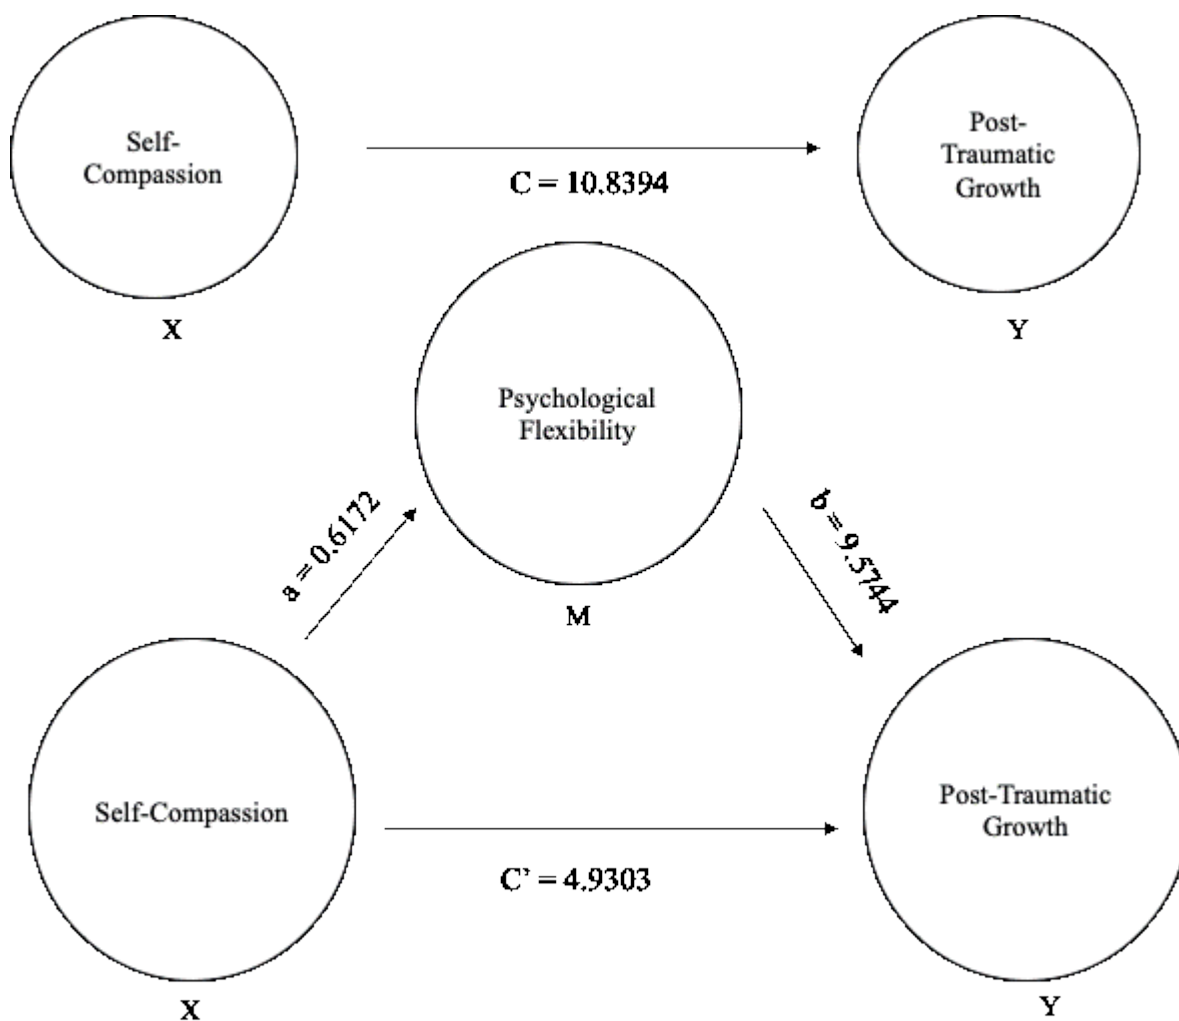 Self-
Compassion
Post-
Traumatic
Growth
C = 10.8394
X
Y
Psychological
Flexibility
a = 0.6172
b = 9.5744
M
Self-Compassion
Post-Traumatic
Growth
C’ = 4.9303
X
Y